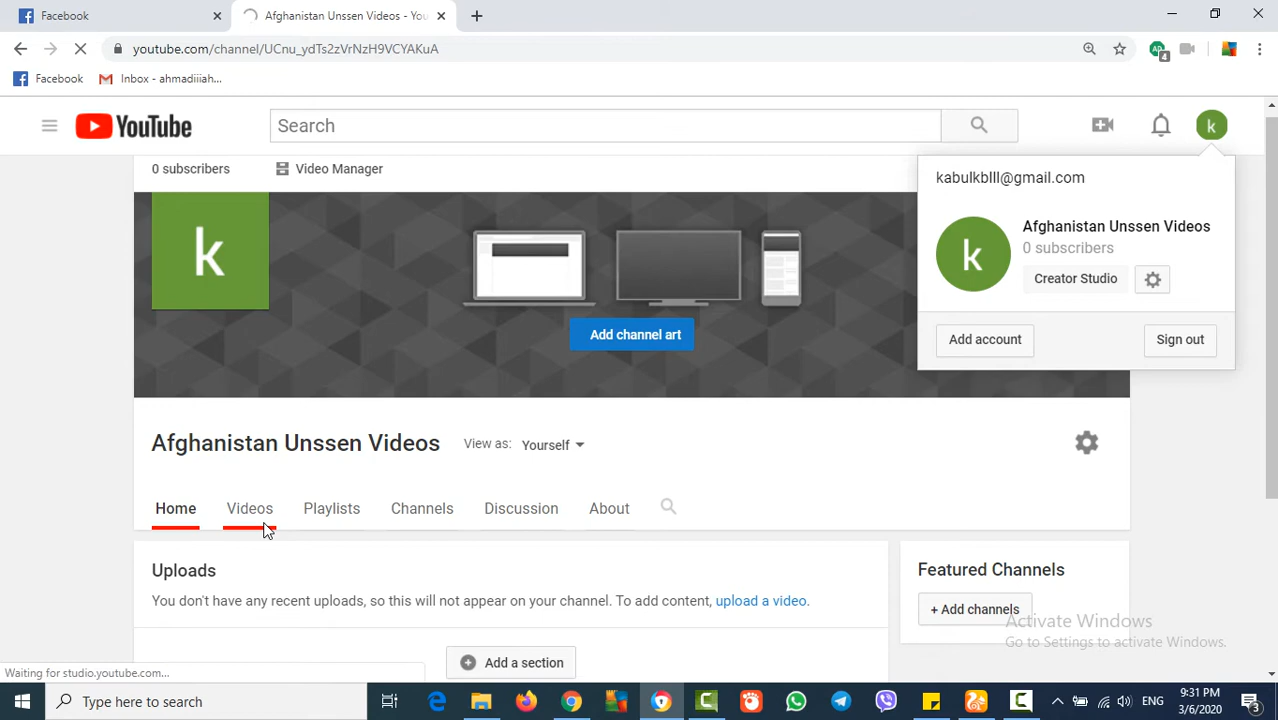 Facebook
Afghanistan Unssen Videos - You
youtube.com/channel/UCnu_ydTs2zVrNzH9VCYAKuA
4
Facebook
Inbox - ahmadiiiah...
YouTube
Search
k
0 subscribers
Video Manager
kabulkblll@gmail.com
k
k
Afghanistan Unssen Videos
0 subscribers
Creator Studio
Add account
Sign out
Add channel art
Afghanistan Unssen Videos
View as:
Yourself
Home
Videos
Playlists
Channels
Discussion
About
Uploads
You don't have any recent uploads, so this will not appear on your channel. To add content, upload a video.
Featured Channels
+ Add channels
Add a section
Activate Windows
Go to Settings to activate Windows.
Waiting for studio.youtube.com...
Type here to search
ENG
9:31 PM
3/6/2020
3